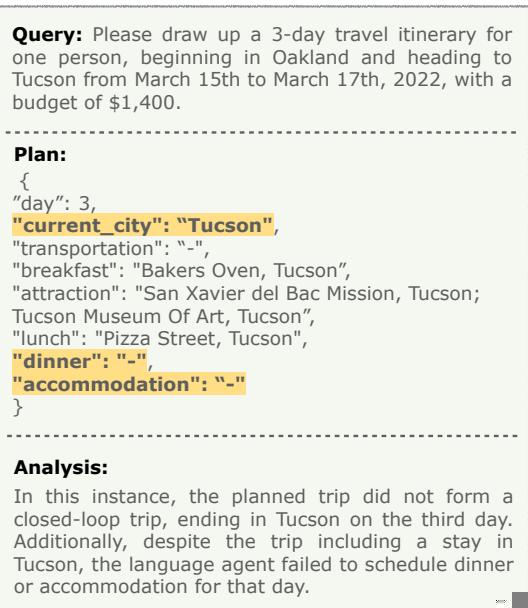 Query: Please draw up a 3-day travel itinerary for
one person, beginning in Oakland and heading to
Tucson from March 15th to March 17th, 2022, with a
budget of $1,400.
Plan:
{
”day”: 3,
"current_city": “Tucson",
"transportation": “-",
"breakfast": "Bakers Oven, Tucson”,
"attraction": "San Xavier del Bac Mission, Tucson;
Tucson Museum Of Art, Tucson”,
"lunch": "Pizza Street, Tucson",
"dinner": "-",
"accommodation": “-"
}
Analysis:
In this instance, the planned trip did not form a
closed-loop trip, ending in Tucson on the third day.
Additionally, despite the trip including a stay in
Tucson, the language agent failed to schedule dinner
or accommodation for that day.